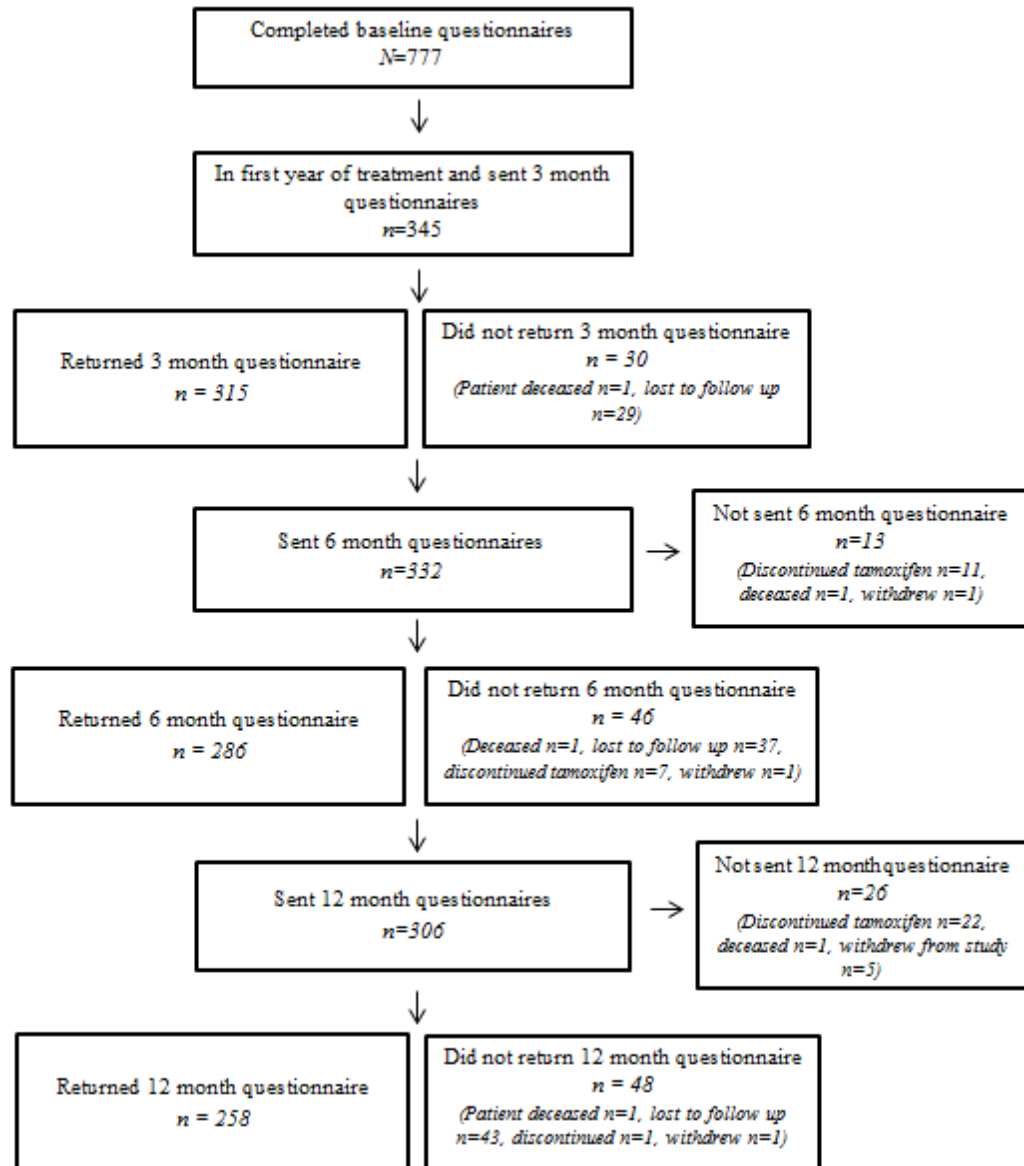 Completed baseline questionnaires
N=777
In first year of treatment and sent 3 month
questionnaires
n=345
Returned 3 month questionnaire
n = 315
Did not return 3 month questionnaire
n = 30
(Patient deceased n=1, lost to follow up
n=29)
Sent 6 month questionnaires
n=332
Not sent 6 month questionnaire
n=13
(Discontinued tamoxifen n=11,
deceased n=1, withdrew n=1)
Returned 6 month questionnaire
n = 286
Did not return 6 month questionnaire
n = 46
(Deceased n=1, lost to follow up n=37,
discontinued tamoxifen n=7, withdrew n=1)
Sent 12 month questionnaires
n=306
Not sent 12 month questionnaire
n=26
(Discontinued tamoxifen n=22,
deceased n=1, withdrew from study
n=5)
Returned 12 month questionnaire
n = 258
Did not return 12 month questionnaire
n = 48
(Patient deceased n=1, lost to follow up
n=43, discontinued n=1, withdrew n=1)